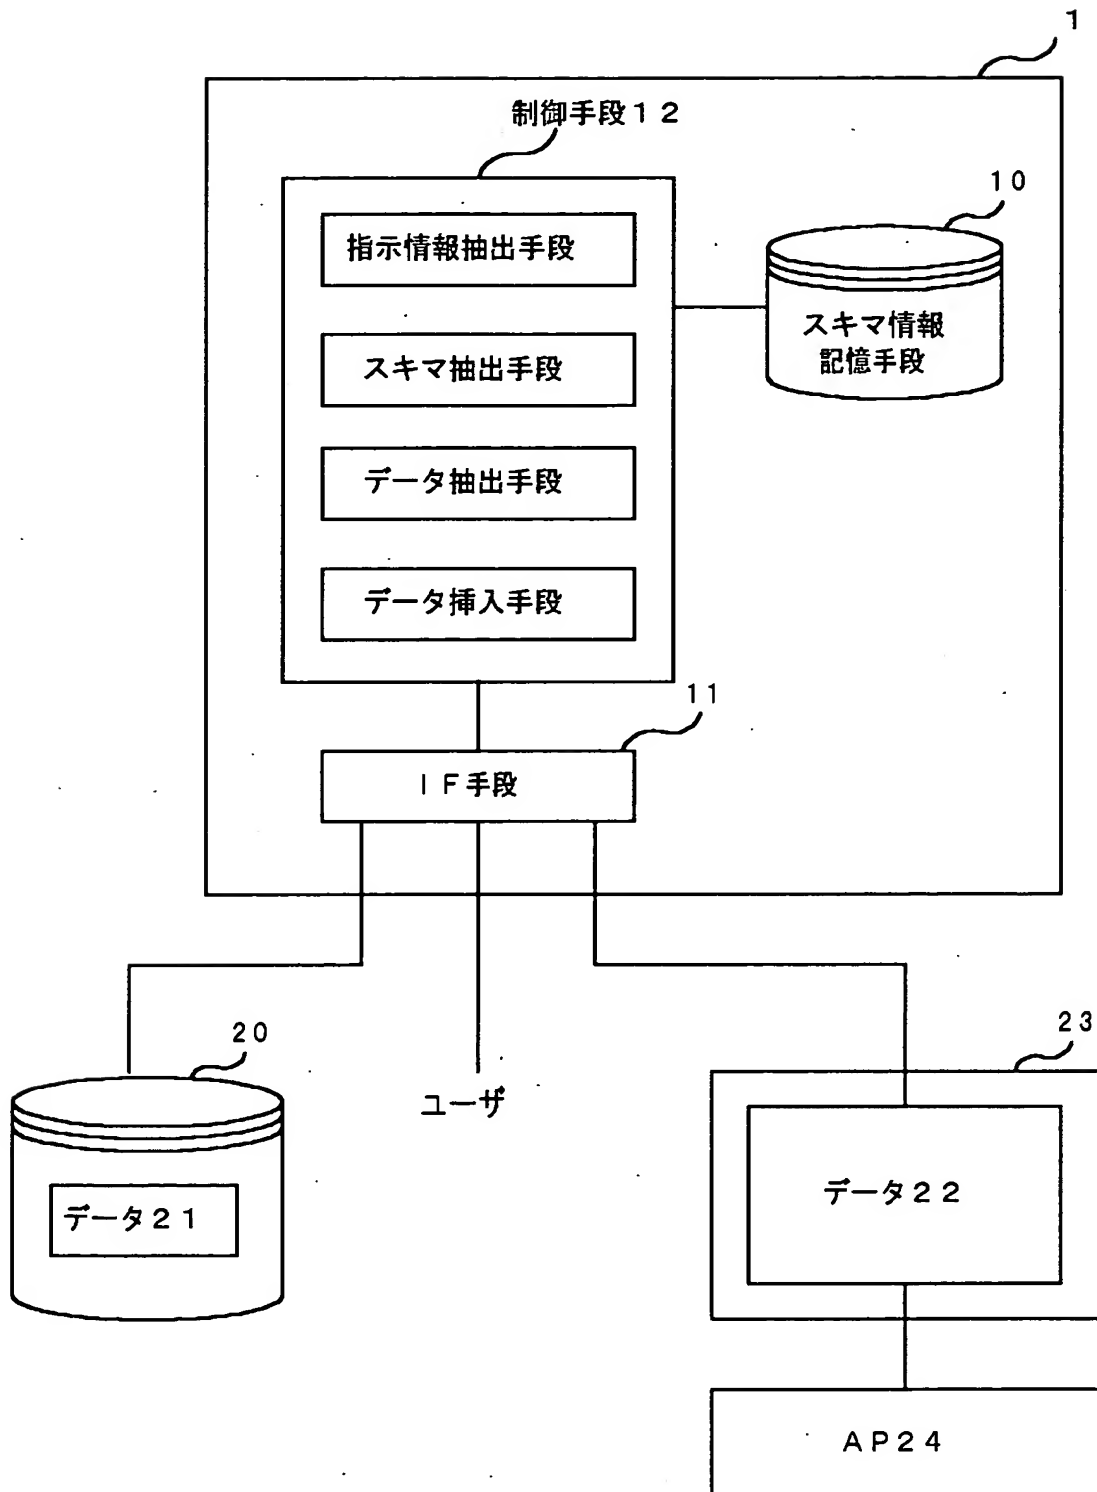 1
制御手段12
10
指示情報抽出手段
スキマ情報
記憶手段
スキマ抽出手段
データ抽出手段
データ挿入手段
11
IF手段
20
23
ユーザ
データ21
データ22
AP24